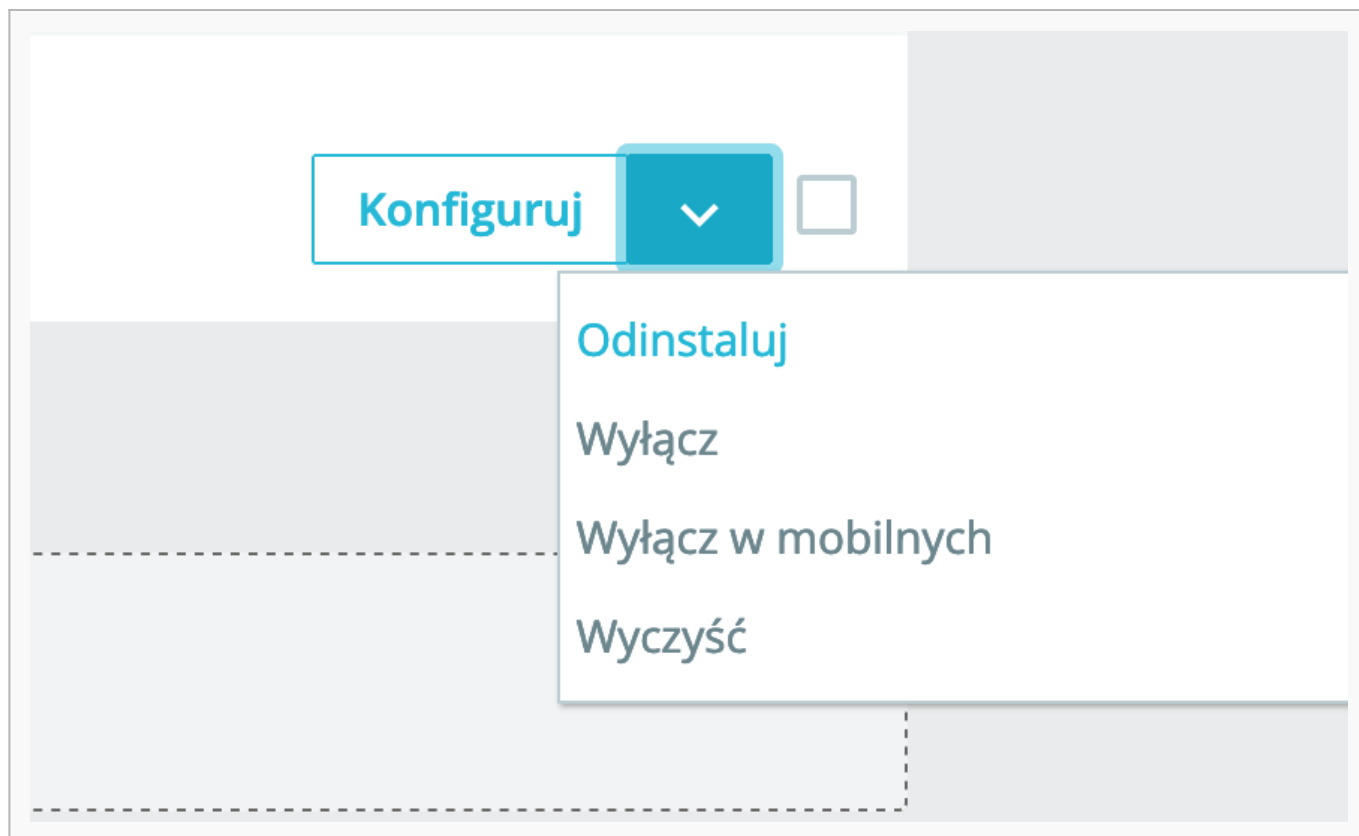 Konfiguruj
Odinstaluj
Wyłącz
Wyłącz w mobilnych
Wyczyść